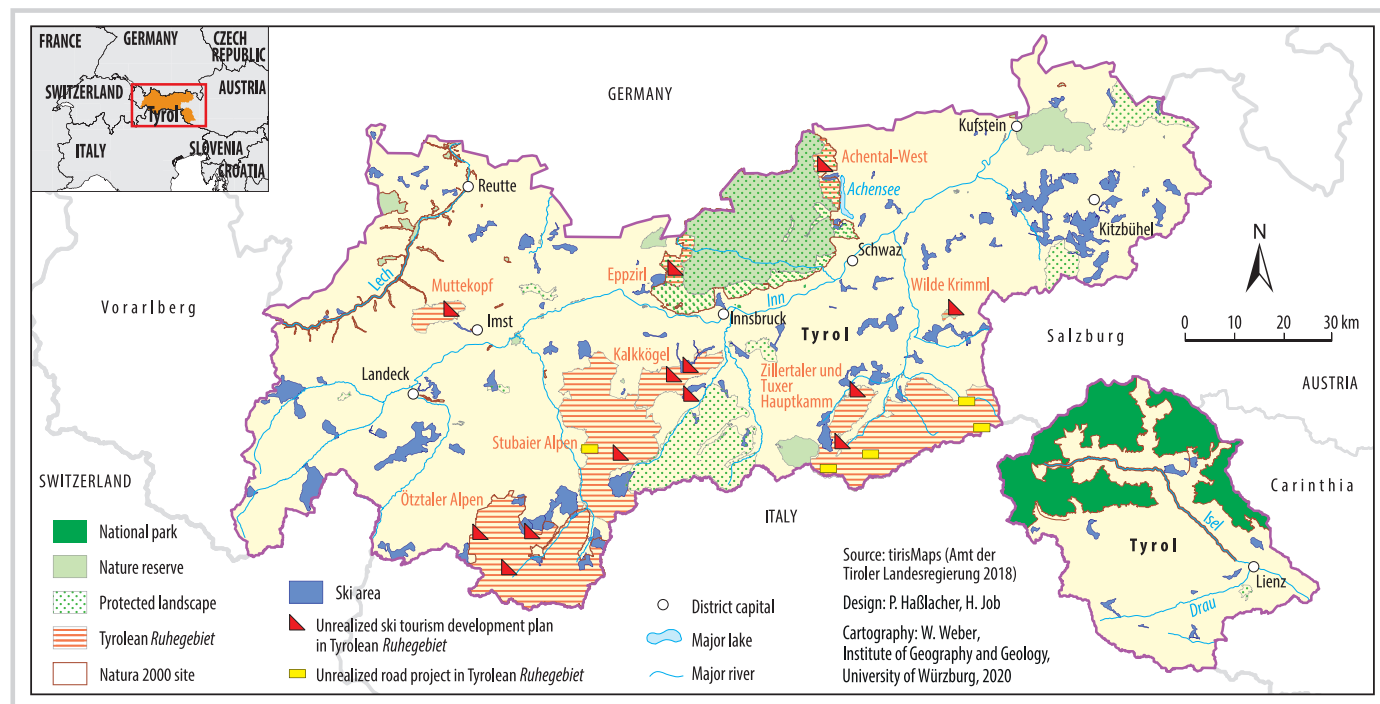 FRANCE
GERMANY
CZECH
REPUBLIC
SWITZERLAND
AUSTRIA
Tyrol
ITALY
SLOVENIA
CROATIA
GERMANY
Kufstein
Achental-West
Achensee
Reutte
Kitzbühel
N
Schwaz
Eppzirl
Lech
Muttekopf
Inn
Wilde Krimml
Vorarlberg
Imst
Innsbruck
Tyrol
Salzburg
0 10 20 30 km
Kalkkögel
Landeck
Zillertaler und
Tuxer
Hauptkamm
AUSTRIA
Stubaier Alpen
SWITZERLAND
Ötztaler Alpen
ITALY
Carinthia
Isel
Tyrol
Lienz
Drau
National park
Nature reserve
Protected landscape
Tyrolean Ruhegebiet
Natura 2000 site
Ski area
Unrealized ski tourism development plan
in Tyrolean Ruhegebiet
Unrealized road project in Tyrolean Ruhegebiet
District capital
Major lake
Major river
Source: tirisMaps (Amt der
Tiroler Landesregierung 2018)
Design: P. Haßlacher, H. Job
Cartography: W. Weber,
Institute of Geography and Geology,
University of Würzburg, 2020